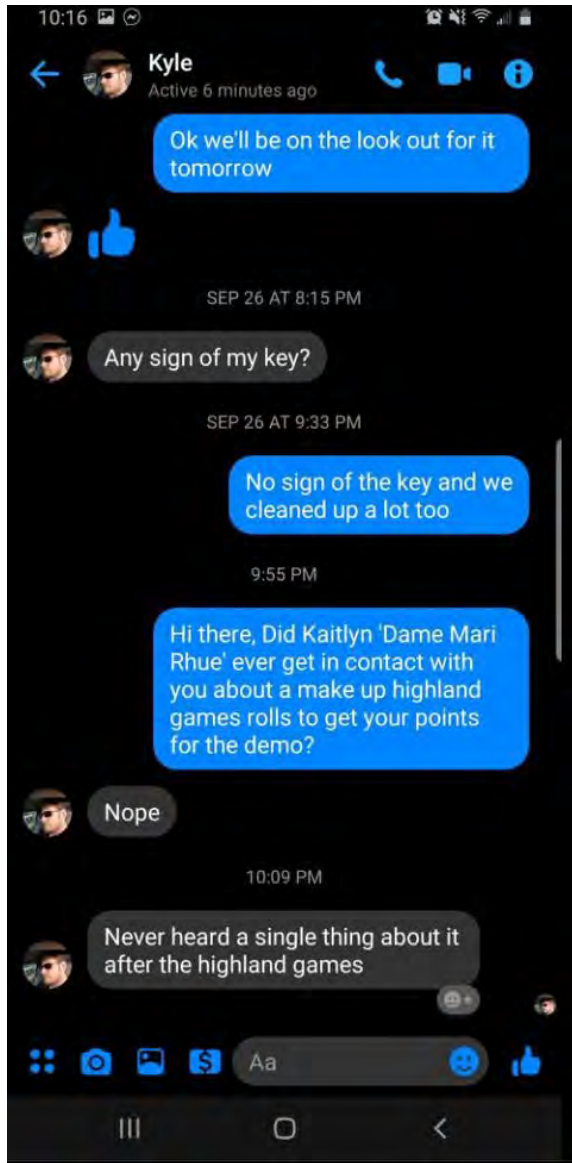 10:16
Kyle
Active 6 minutes ago
Ok we'll be on the look out for it
tomorrow
SEP 26 AT 8:15 PM
Any sign of my key?
SEP 26 AT 9:33 PM
No sign of the key and we
cleaned up a lot too
9:55 PM
Hi there, Did Kaitlyn 'Dame Mari
Rhue' ever get in contact with
you about a make up highland
games rolls to get your points
for the demo?
Nope
10:09 PM
Never heard a single thing about it
after the highland games
Aa